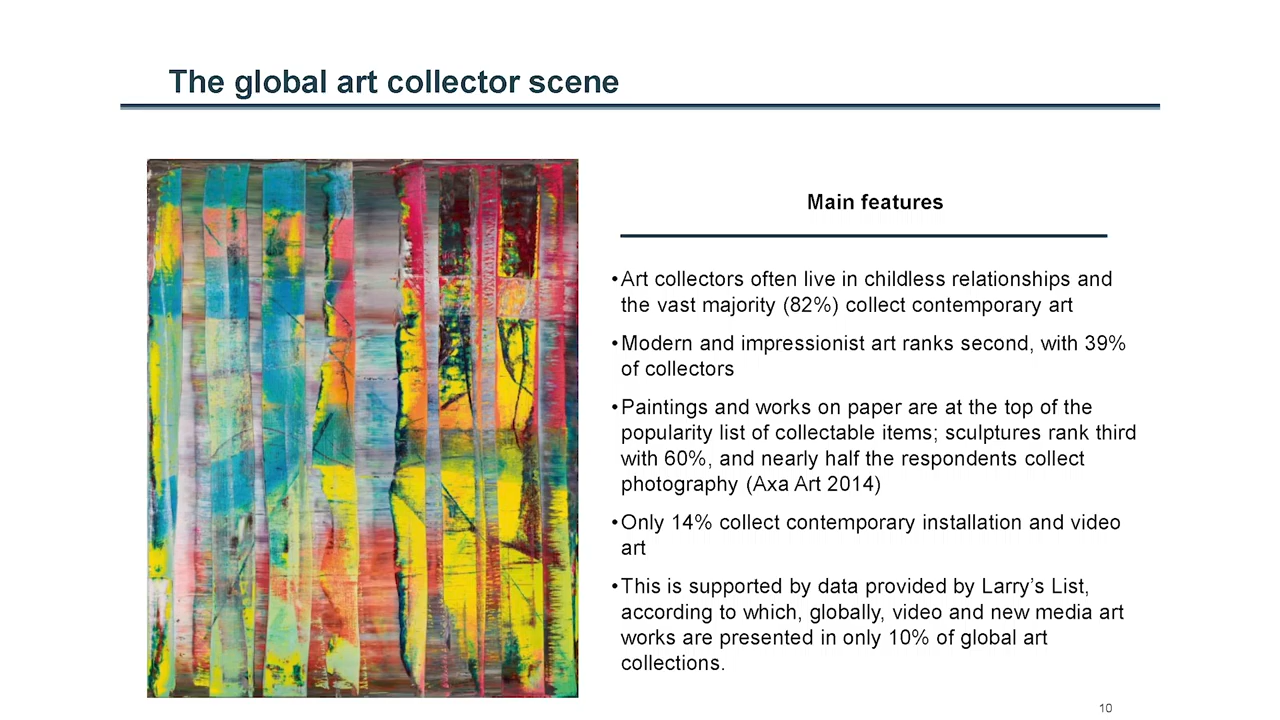 The global art collector scene
Main features
•Art collectors often live in childless relationships and
the vast majority (82%) collect contemporary art
•Modern and impressionist art ranks second, with 39%
of collectors
•Paintings and works on paper are at the top of the
popularity list of collectable items; sculptures rank third
with 60%, and nearly half the respondents collect
photography (Axa Art 2014)
•Only 14% collect contemporary installation and video
art
•This is supported by data provided by Larry’s List,
according to which, globally, video and new media art
works are presented in only 10% of global art
collections.
10